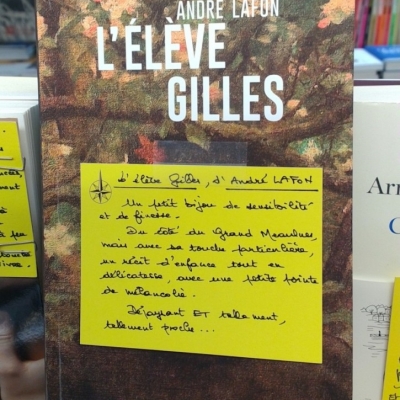 ANDRÉ LAFON
L'ÉLÈVE
GILLES
L'élève Gilles, d'André LAFON
Un petit bijou de sensibilité
et de finesse.
Du côté du Grand Meaulnes,
mais avec sa touche particulière,
un récit d'enfance tout en
délicatesse, avec une petite pointe
de mélancolie.
Dépaysant ET tellement,
tellement proche...